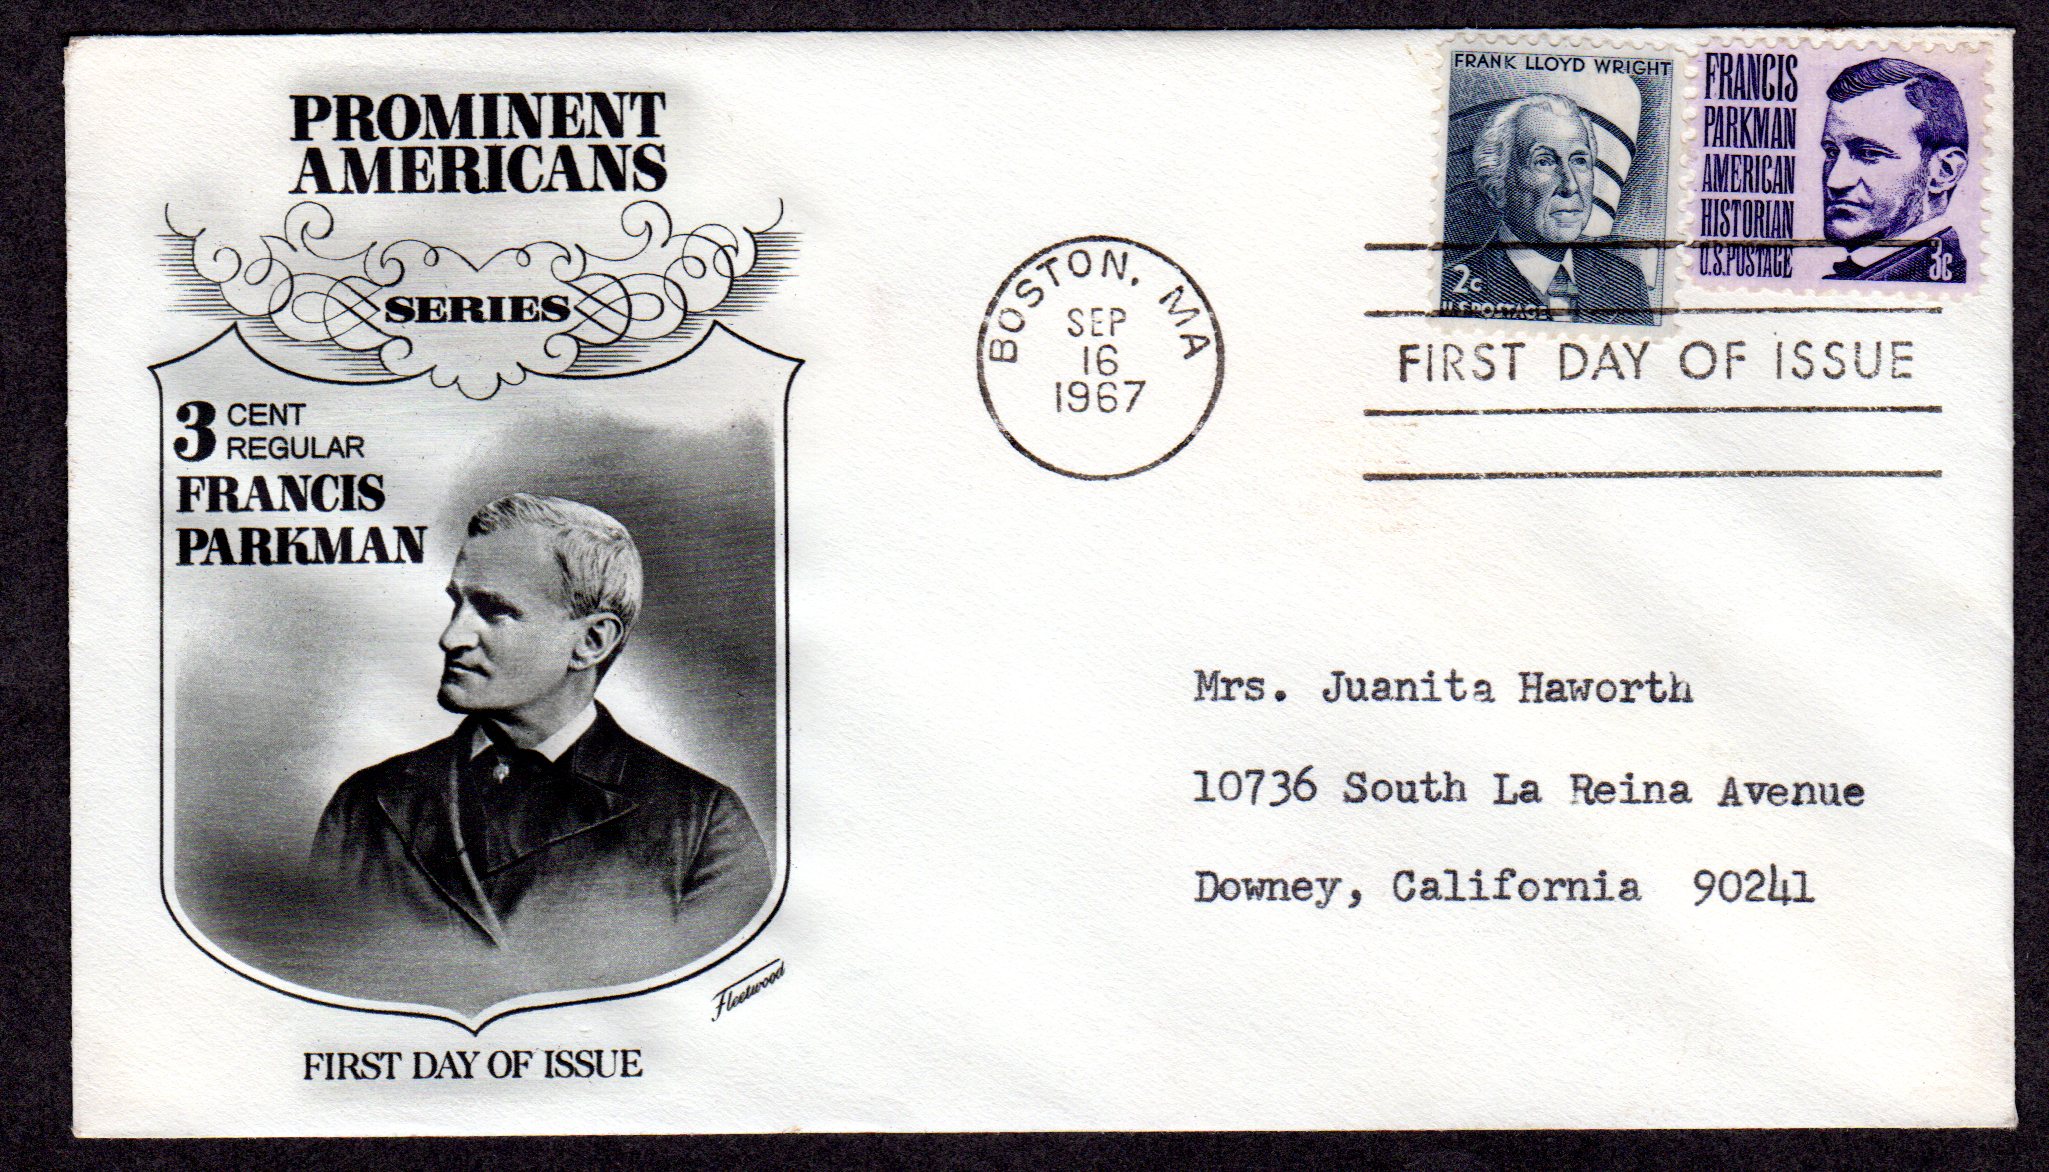 PROMINENT
AMERICANS
SERIES
3 CENT
REGULAR
FRANCIS
PARKMAN
Fleetwood
FIRST DAY OF ISSUE
BOSTON, MA
SEP
16
1967
FRANK LLOYD WRIGHT
2c
U.S. POSTAGE
FRANCIS
PARKMAN
AMERICAN
HISTORIAN
U.S. POSTAGE
3c
FIRST DAY OF ISSUE
Mrs. Juanita Haworth
10736 South La Reina Avenue
Downey, California 90241